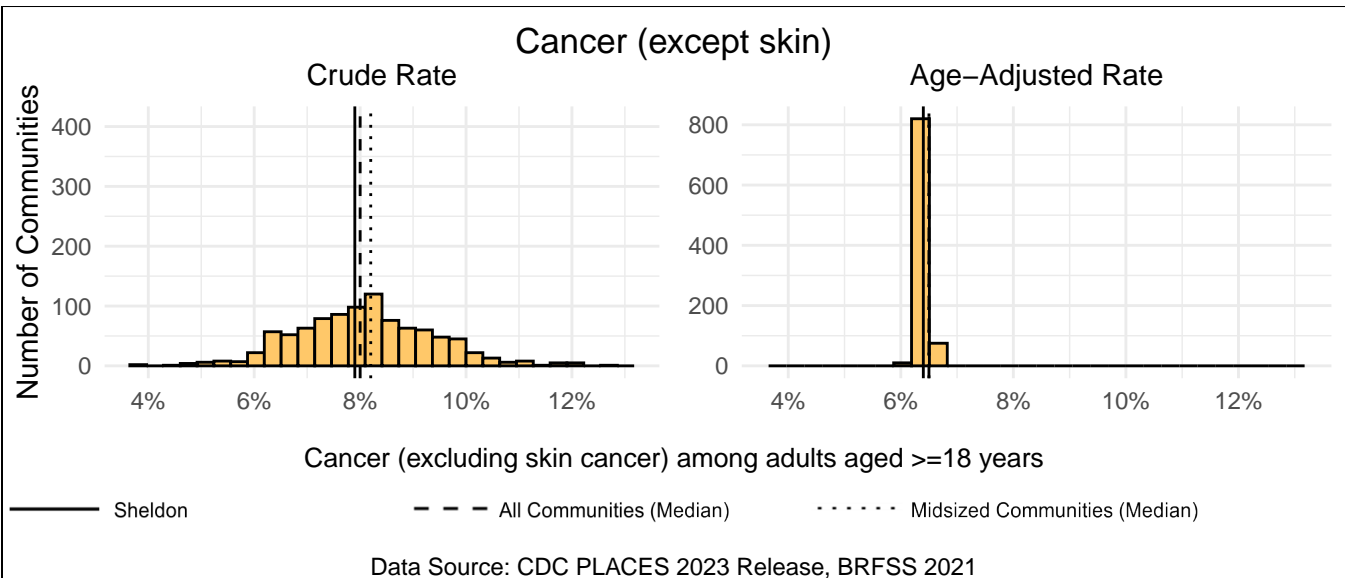 Cancer (except skin)
Crude Rate
Age−Adjusted Rate
Number of Communities
400
300
200
100
0
4%
6%
8%
10%
12%
800
600
400
200
0
4%
6%
8%
10%
12%
Cancer (excluding skin cancer) among adults aged >=18 years
Sheldon
All Communities (Median)
Midsized Communities (Median)
Data Source: CDC PLACES 2023 Release, BRFSS 2021